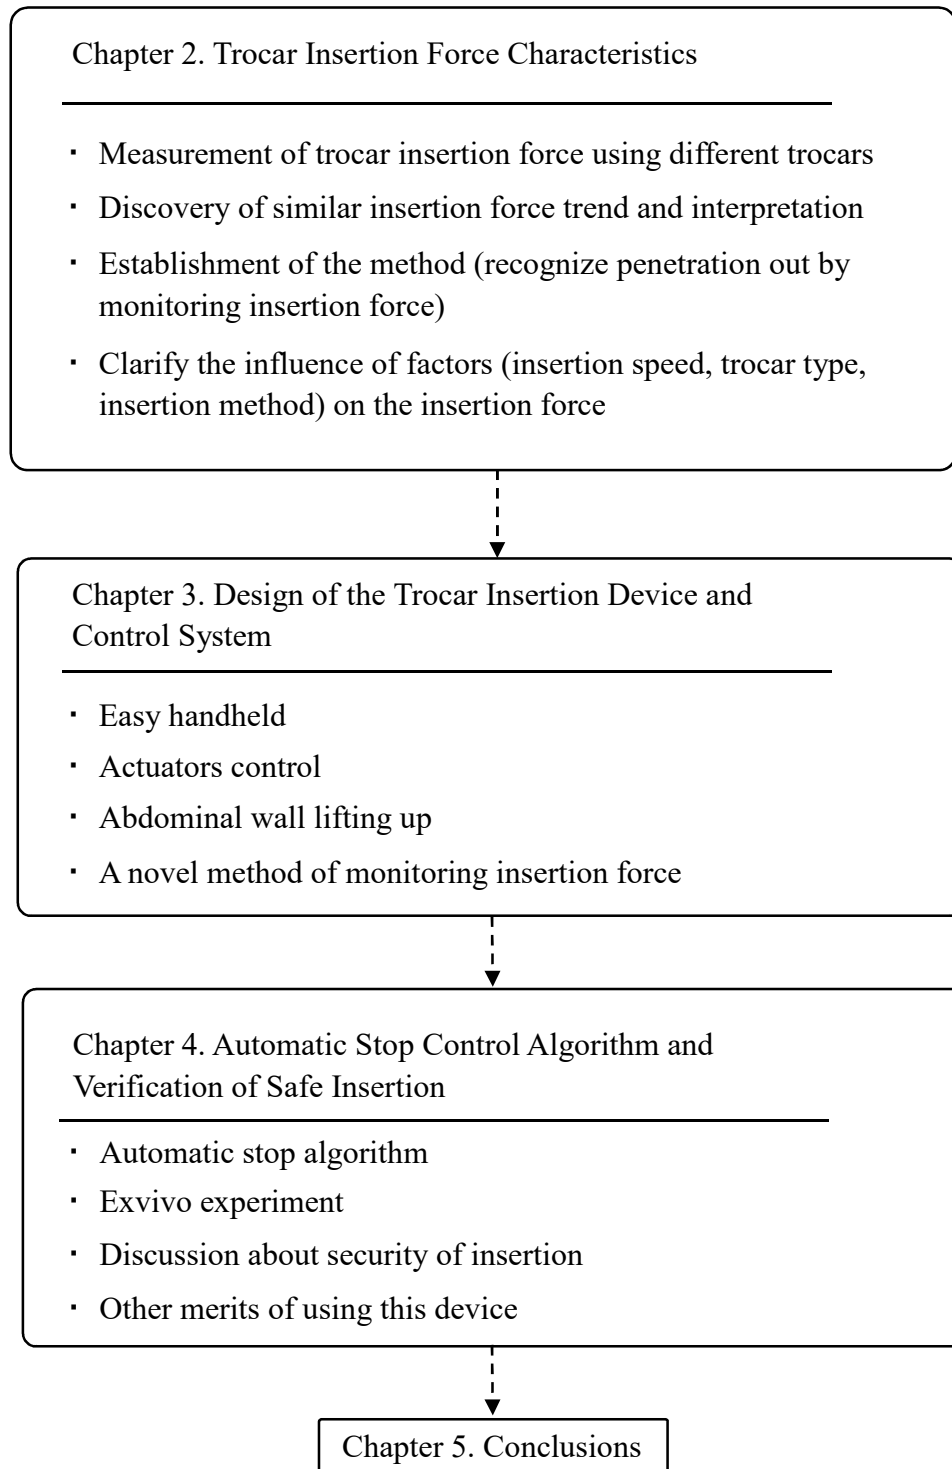 Chapter 2. Trocar Insertion Force Characteristics
・ Measurement of trocar insertion force using different trocars
・ Discovery of similar insertion force trend and interpretation
・ Establishment of the method (recognize penetration out by
monitoring insertion force)
・ Clarify the influence of factors (insertion speed, trocar type,
insertion method) on the insertion force
Chapter 3. Design of the Trocar Insertion Device and
Control System
・ Easy handheld
・ Actuators control
・ Abdominal wall lifting up
・ A novel method of monitoring insertion force
Chapter 4. Automatic Stop Control Algorithm and
Verification of Safe Insertion
・ Automatic stop algorithm
・ Exvivo experiment
・ Discussion about security of insertion
・ Other merits of using this device
Chapter 5. Conclusions